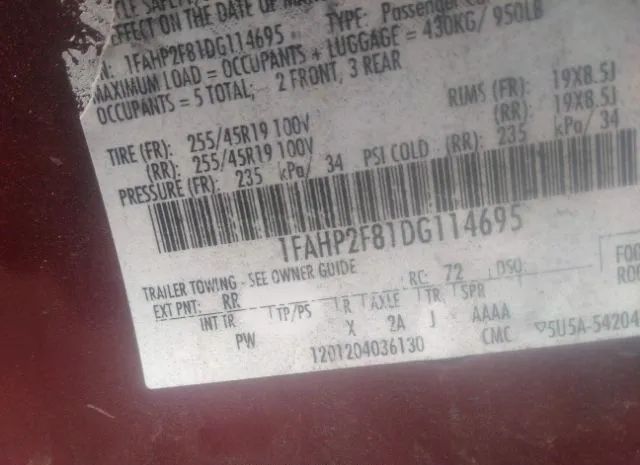 EFFECT ON THE DATE OF
TYPE: Passenger
1FAHP2F81DG114695
MAXIMUM LOAD = OCCUPANTS + LUGGAGE = 430KG/ 950LB
OCCUPANTS = 5 TOTAL; 2 FRONT, 3 REAR
TIRE (FR): 255/45R19 100V RIMS (FR): 19X8.5J
(RR): 255/45R19 100V (RR): 19X8.5J
PRESSURE (FR): 235 kPa/ 34 PSI COLD (RR): 235 kPa/ 34
1FAHP2F81DG114695
TRAILER TOWING - SEE OWNER GUIDE
EXT PNT: RR RC: 72 DSO:
INT TR TP/PS R AXLE TR SPR
PW X 2A J AAAA
1201204036130 CMC 5U5A-54204